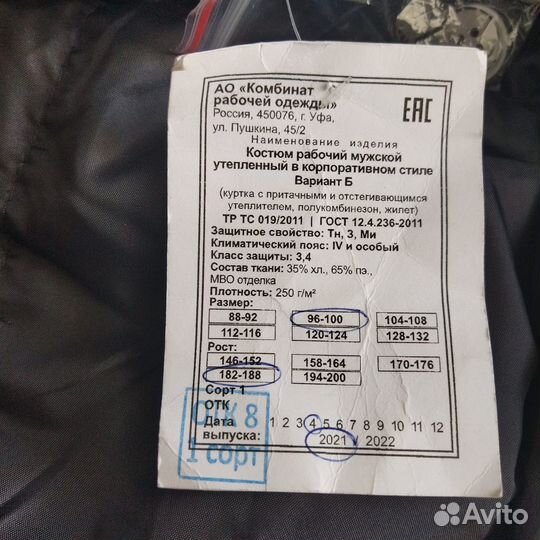 АО «Комбинат
рабочей одежды»
Россия, 450076, г. Уфа,
ул. Пушкина, 45/2
ЕАС
Наименование изделия
Костюм рабочий мужской
утепленный в корпоративном стиле
Вариант Б
(куртка с притачными и отстегивающимся
утеплителем, полукомбинезон, жилет)
ТР ТС 019/2011 | ГОСТ 12.4.236-2011
Защитное свойство: Тн, З, Ми
Климатический пояс: IV и особый
Класс защиты: 3,4
Состав ткани: 35% хл., 65% пэ.,
МВО отделка
Плотность: 250 г/м²
Размер:
88-92 96-100 104-108
112-116 120-124 128-132
Рост:
146-152 158-164 170-176
182-188 194-200
Сорт 1
ОТК
ОТК 8
1 сорт
Дата 1 2 3 4 5 6 7 8 9 10 11 12
выпуска: 2021 2022
Avito